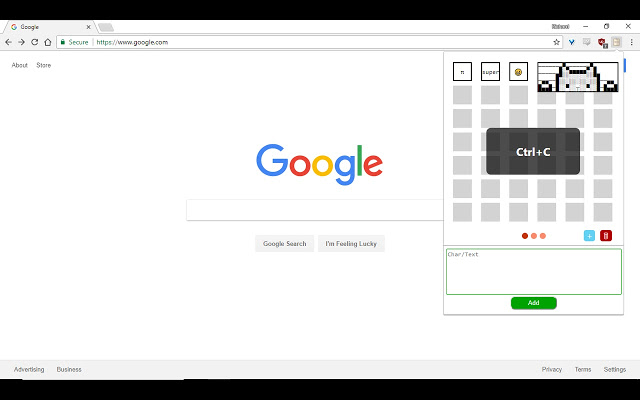 Google
Secure
https://www.google.com
About
Store
π
super
Google
Ctrl+C
Google Search
I'm Feeling Lucky
+
Char/Text
Add
Advertising
Business
Privacy
Terms
Settings